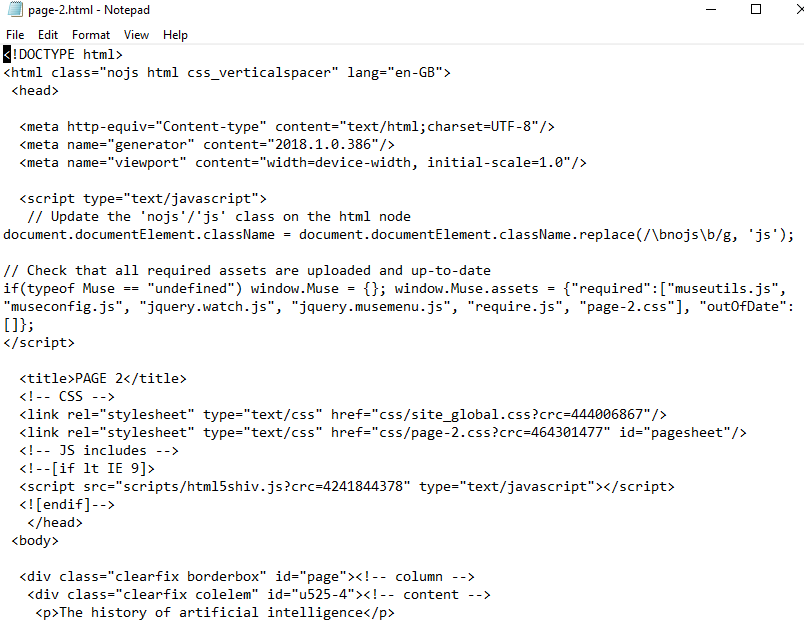 page-2.html - Notepad
File Edit Format View Help
<!DOCTYPE html>
<html class="nojs html css_verticalspacer" lang="en-GB">
 <head>

  <meta http-equiv="Content-type" content="text/html;charset=UTF-8"/>
  <meta name="generator" content="2018.1.0.386"/>
  <meta name="viewport" content="width=device-width, initial-scale=1.0"/>

  <script type="text/javascript">
   // Update the 'nojs'/'js' class on the html node
document.documentElement.className = document.documentElement.className.replace(/\bnojs\b/g, 'js');

// Check that all required assets are uploaded and up-to-date
if(typeof Muse == "undefined") window.Muse = {}; window.Muse.assets = {"required":["museutils.js",
"museconfig.js", "jquery.watch.js", "jquery.musemenu.js", "require.js", "page-2.css"], "outOfDate":
[]};
</script>

  <title>PAGE 2</title>
  <!-- CSS -->
  <link rel="stylesheet" type="text/css" href="css/site_global.css?crc=444006867"/>
  <link rel="stylesheet" type="text/css" href="css/page-2.css?crc=464301477" id="pagesheet"/>
  <!-- JS includes -->
  <!--[if lt IE 9]>
  <script src="scripts/html5shiv.js?crc=4241844378" type="text/javascript"></script>
  <![endif]-->
   </head>
 <body>

  <div class="clearfix borderbox" id="page"><!-- column -->
   <div class="clearfix colelem" id="u525-4"><!-- content -->
    <p>The history of artificial intelligence</p>